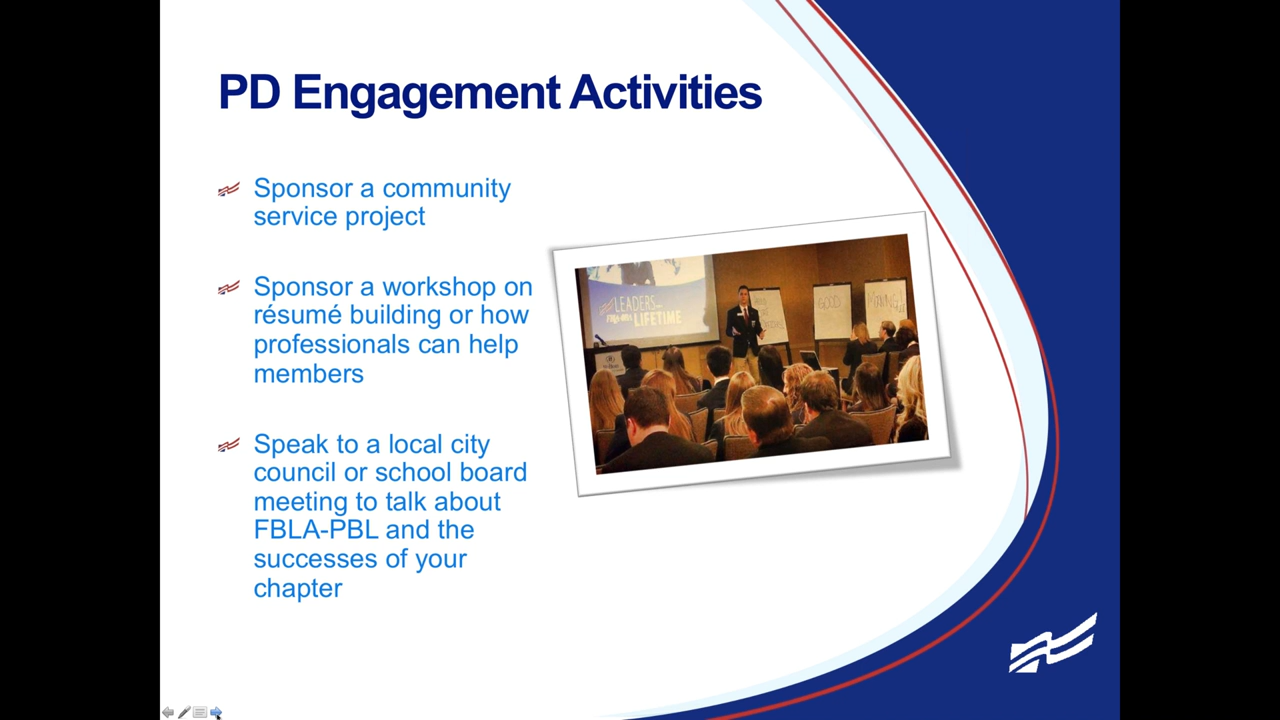 PD Engagement Activities
Sponsor a community
service project
Sponsor a workshop on
résumé building or how
professionals can help
members
Speak to a local city
council or school board
meeting to talk about
FBLA-PBL and the
successes of your
chapter
LEADERS
LIFETIME
GOOD